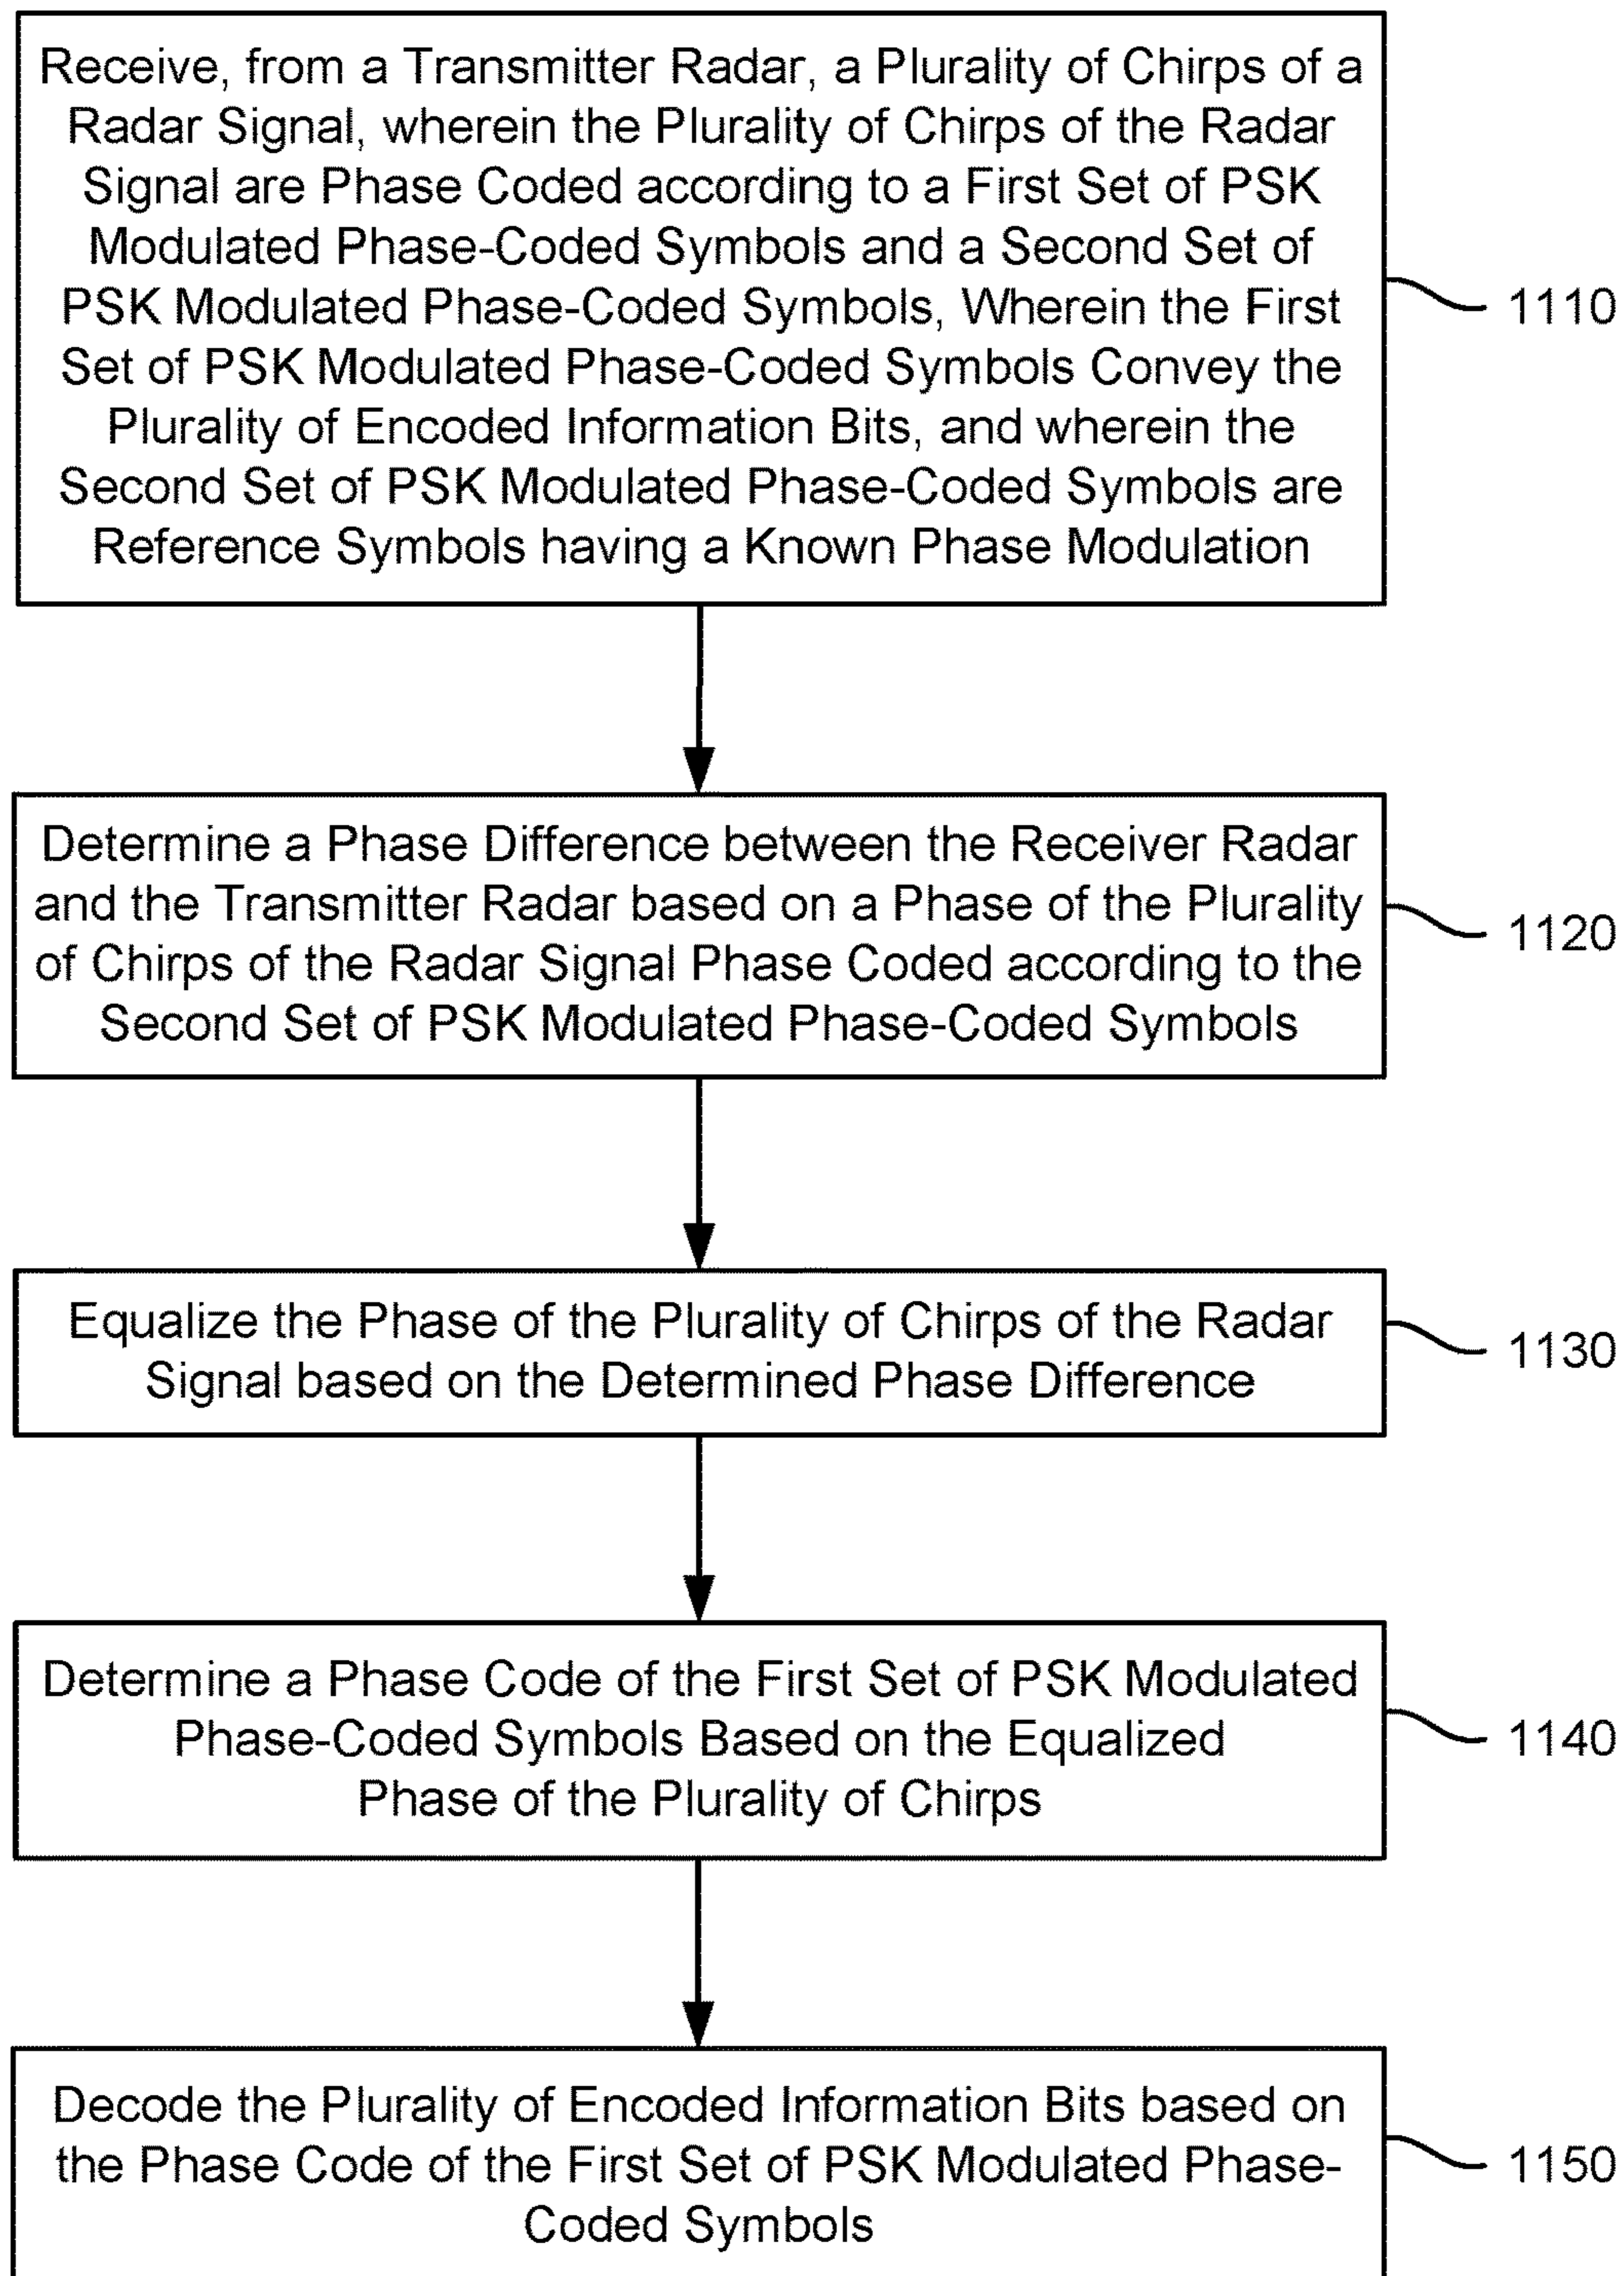 Receive, from a Transmitter Radar, a Plurality of Chirps of a
Radar Signal, wherein the Plurality of Chirps of the Radar
Signal are Phase Coded according to a First Set of PSK
Modulated Phase-Coded Symbols and a Second Set of
PSK Modulated Phase-Coded Symbols, Wherein the First
Set of PSK Modulated Phase-Coded Symbols Convey the
Plurality of Encoded Information Bits, and wherein the
Second Set of PSK Modulated Phase-Coded Symbols are
Reference Symbols having a Known Phase Modulation
1110
Determine a Phase Difference between the Receiver Radar
and the Transmitter Radar based on a Phase of the Plurality
of Chirps of the Radar Signal Phase Coded according to the
Second Set of PSK Modulated Phase-Coded Symbols
1120
Equalize the Phase of the Plurality of Chirps of the Radar
Signal based on the Determined Phase Difference
1130
Determine a Phase Code of the First Set of PSK Modulated
Phase-Coded Symbols Based on the Equalized
Phase of the Plurality of Chirps
1140
Decode the Plurality of Encoded Information Bits based on
the Phase Code of the First Set of PSK Modulated Phase-
Coded Symbols
1150